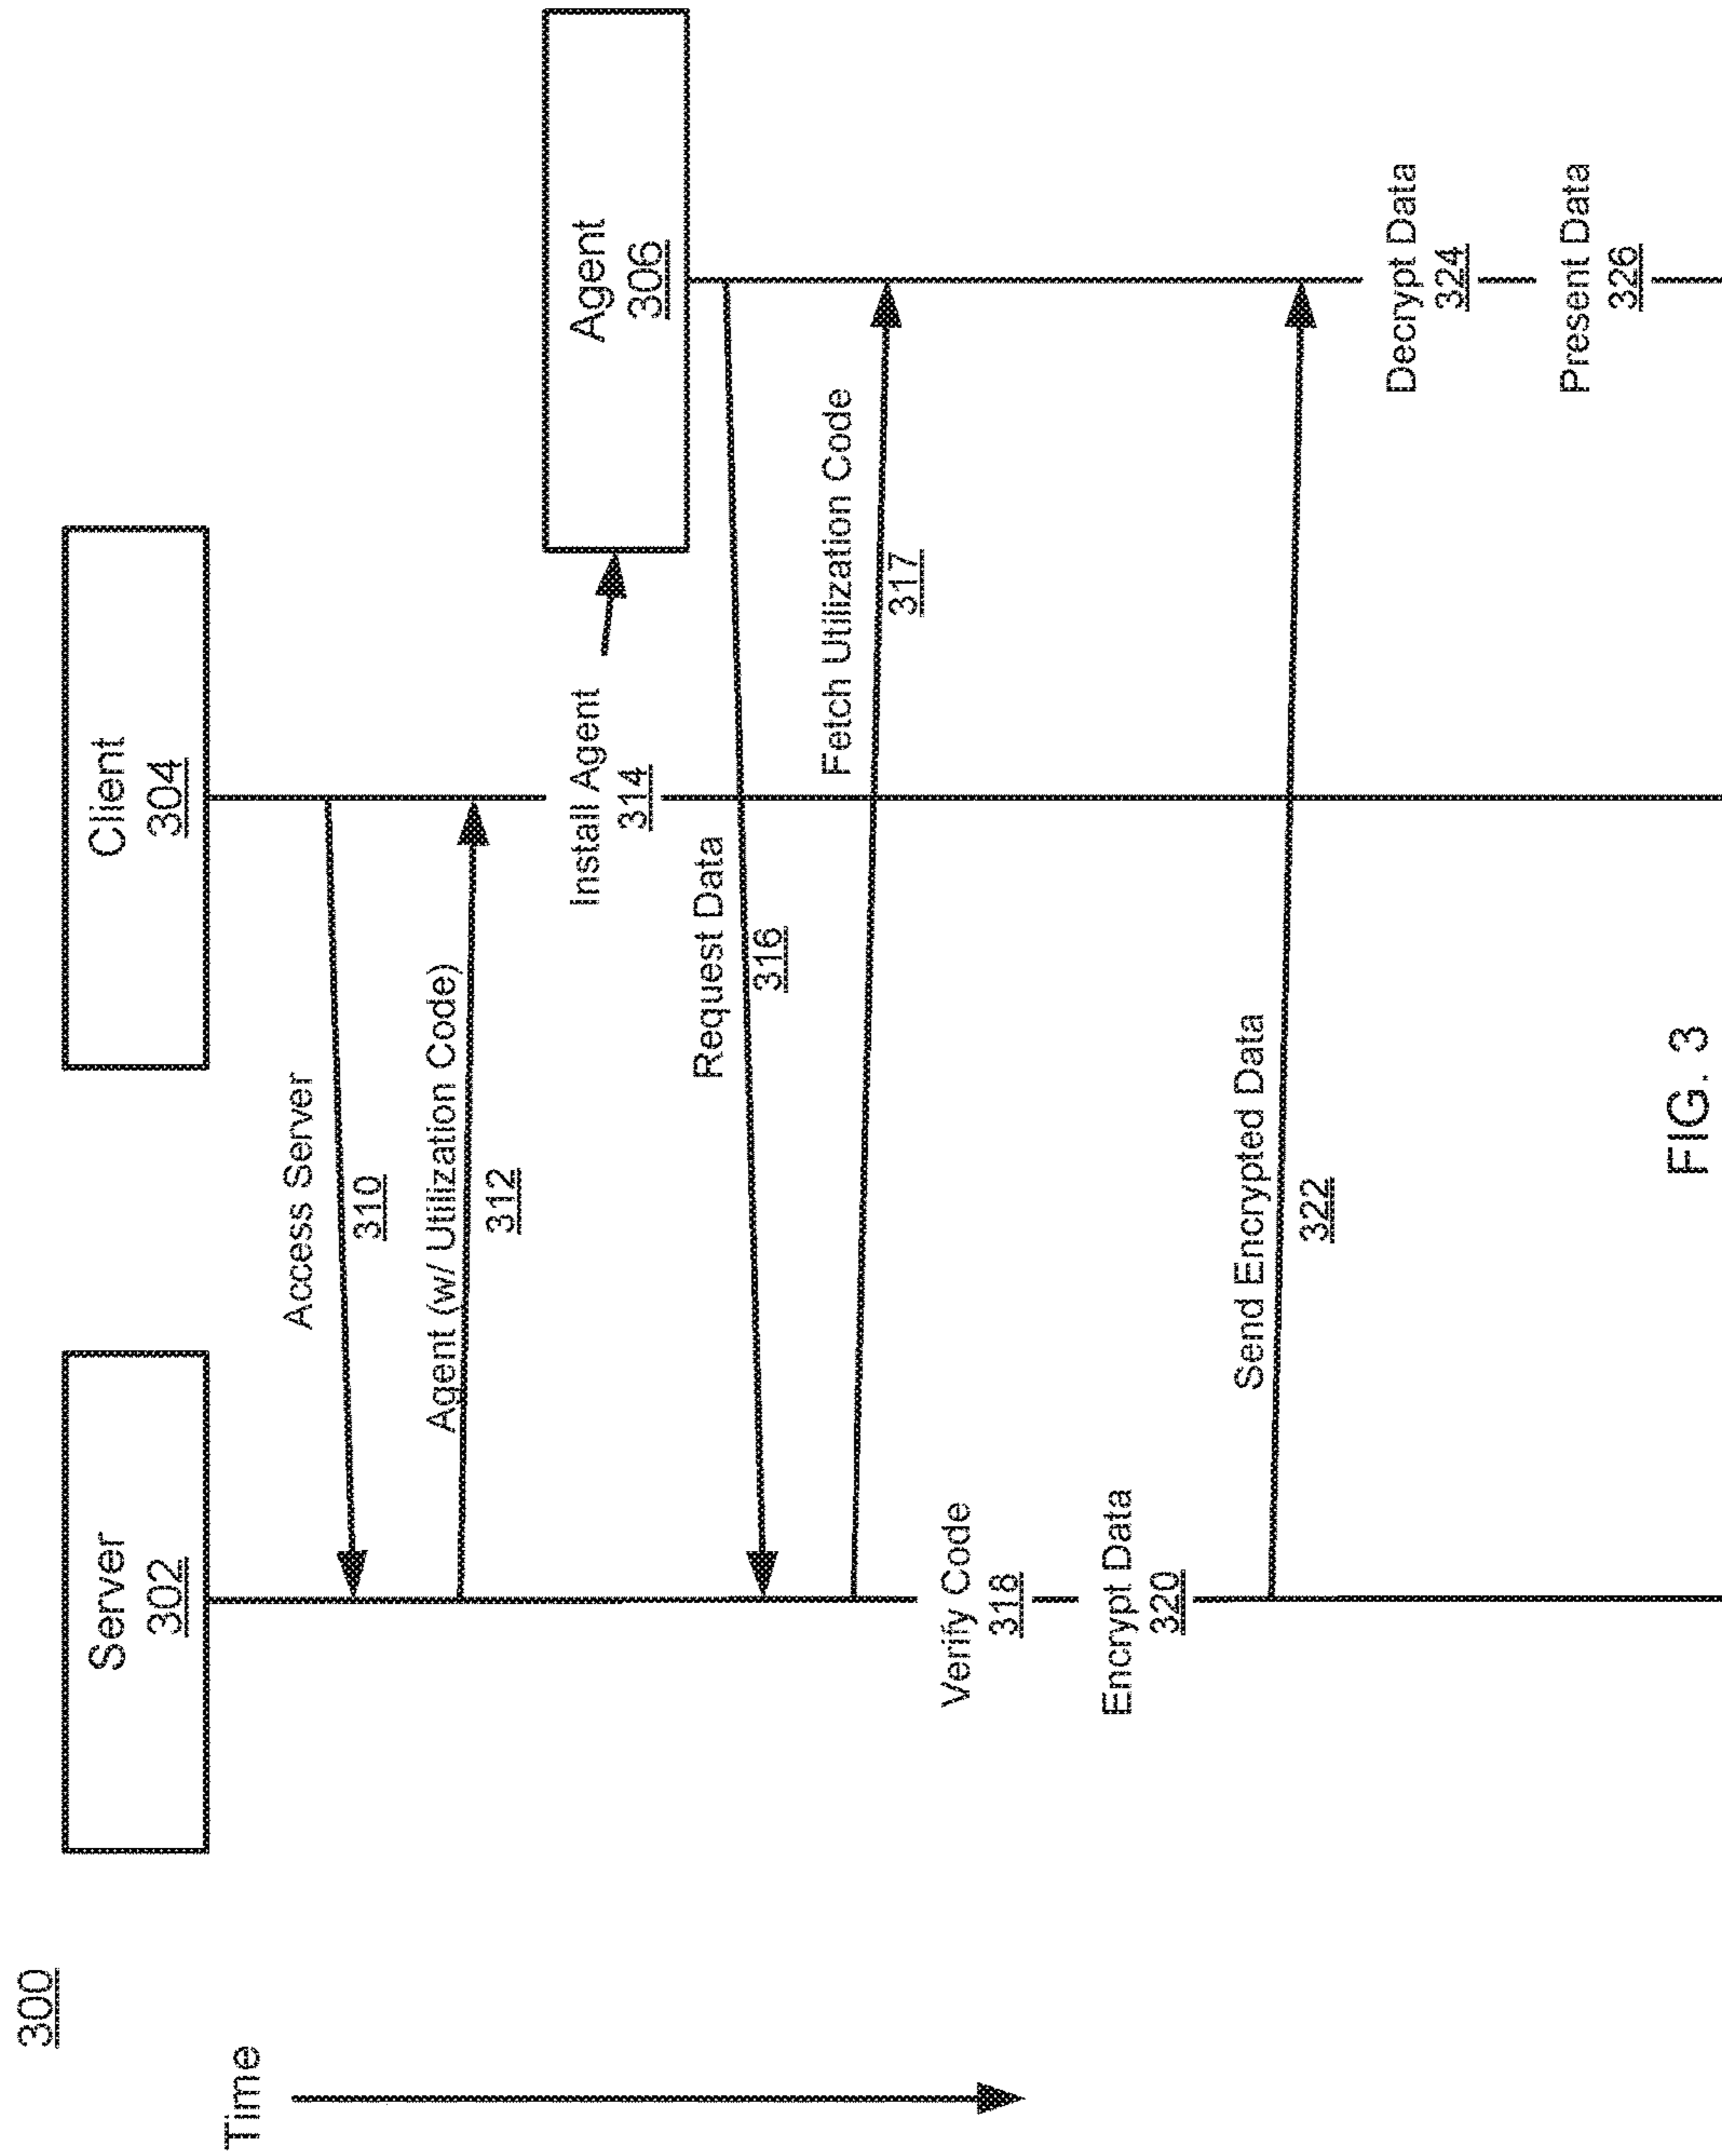 300
Time
Server
302
Client
304
Access Server
310
Agent (w/ Utilization Code)
312
Install Agent
314
Agent
306
Request Data
316
Fetch Utilization Code
317
Verify Code
318
Encrypt Data
320
Send Encrypted Data
322
Decrypt Data
324
Present Data
326
FIG. 3